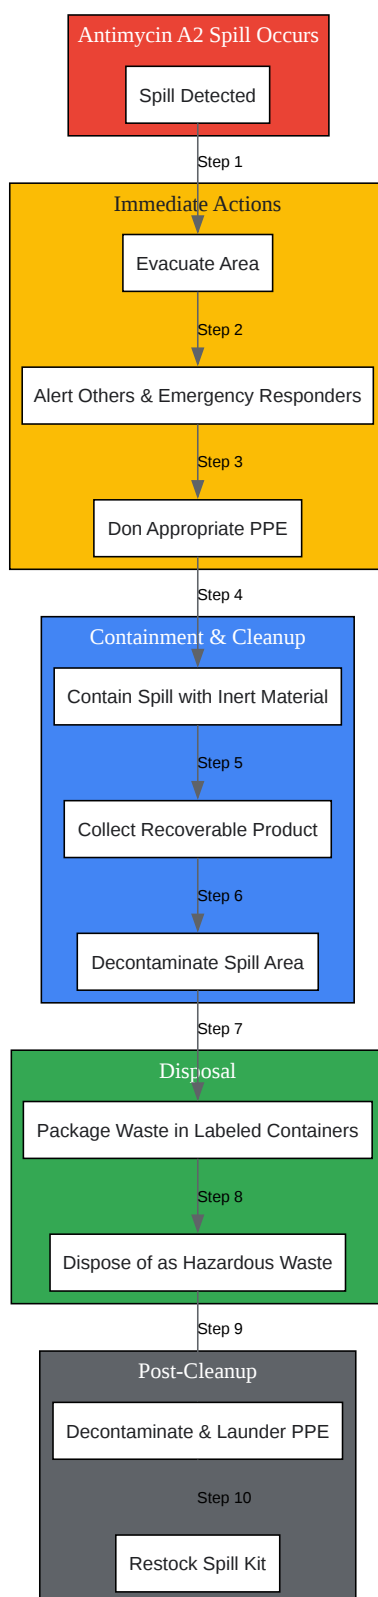 Antimycin A2 Spill Occurs
Spill Detected
Step 1
Immediate Actions
Evacuate Area
Step 2
Alert Others & Emergency Responders
Step 3
Don Appropriate PPE
Step 4
Containment & Cleanup
Contain Spill with Inert Material
Step 5
Collect Recoverable Product
Step 6
Decontaminate Spill Area
Step 7
Disposal
Package Waste in Labeled Containers
Step 8
Dispose of as Hazardous Waste
Step 9
Post-Cleanup
Decontaminate & Launder PPE
Step 10
Restock Spill Kit